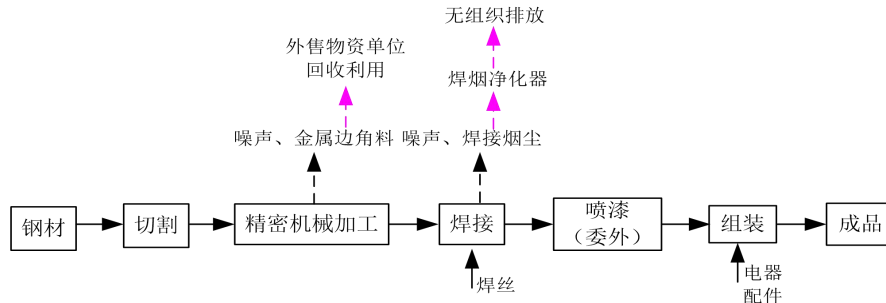 无组织排放
外售物资单位
回收利用
焊烟净化器
噪声、金属边角料
噪声、焊接烟尘
钢材
切割
精密机械加工
焊接
喷漆
（委外）
组装
成品
焊丝
电器
配件